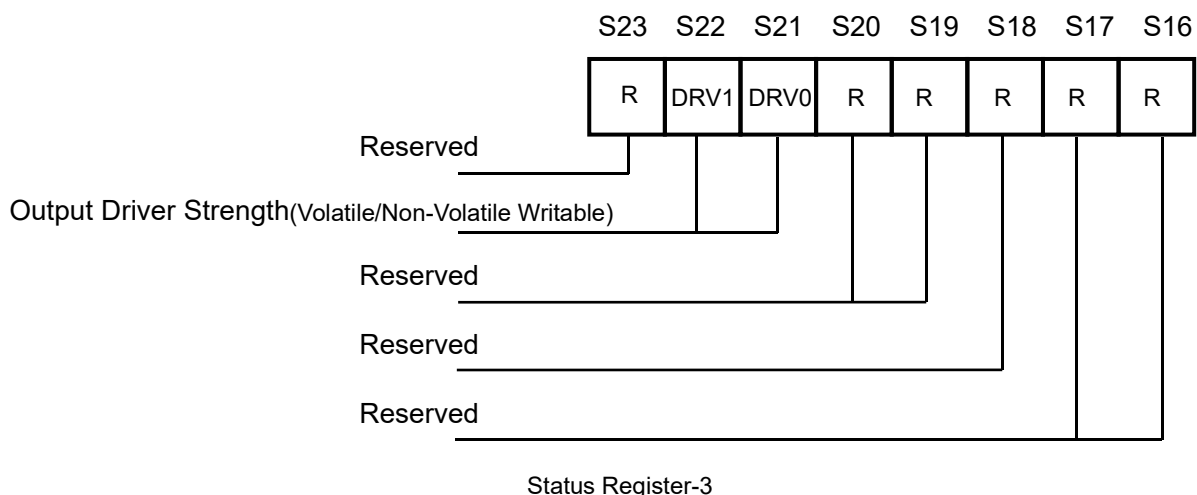 S23 S22 S21 S20 S19 S18 S17 S16
R DRV1 DRV0 R R R R R
Reserved
Output Driver Strength(Volatile/Non-Volatile Writable)
Reserved
Reserved
Reserved
Status Register-3